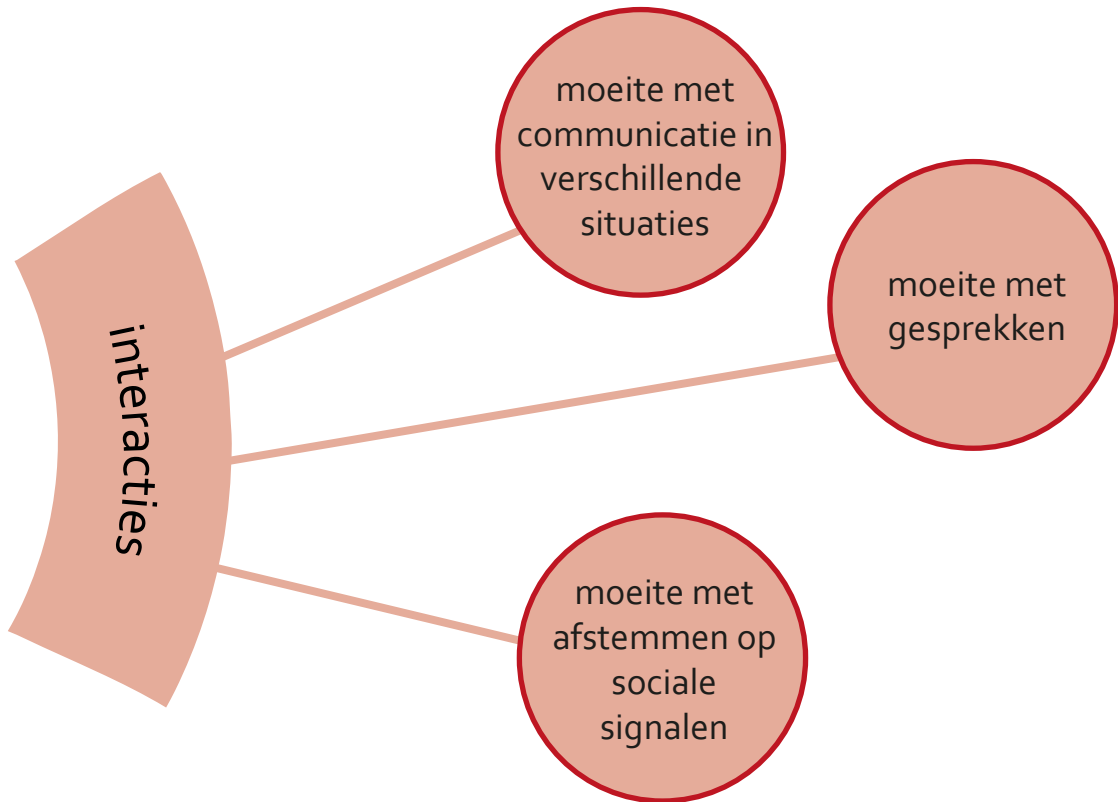 interacties
moeite met
communicatie in
verschillende
situaties
moeite met
gesprekken
moeite met
afstemmen op
sociale
signalen